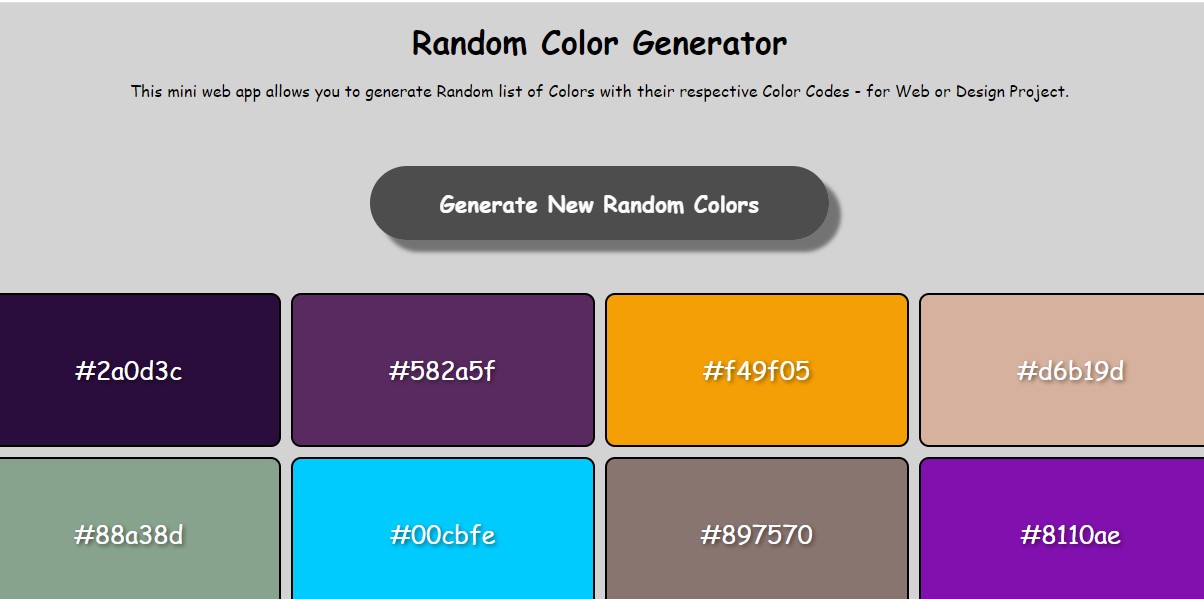 Random Color Generator
This mini web app allows you to generate Random list of Colors with their respective Color Codes - for Web or Design Project.
Generate New Random Colors
#2a0d3c #582a5f #f49f05 #d6b19d
#88a38d #00cbfe #897570 #8110ae